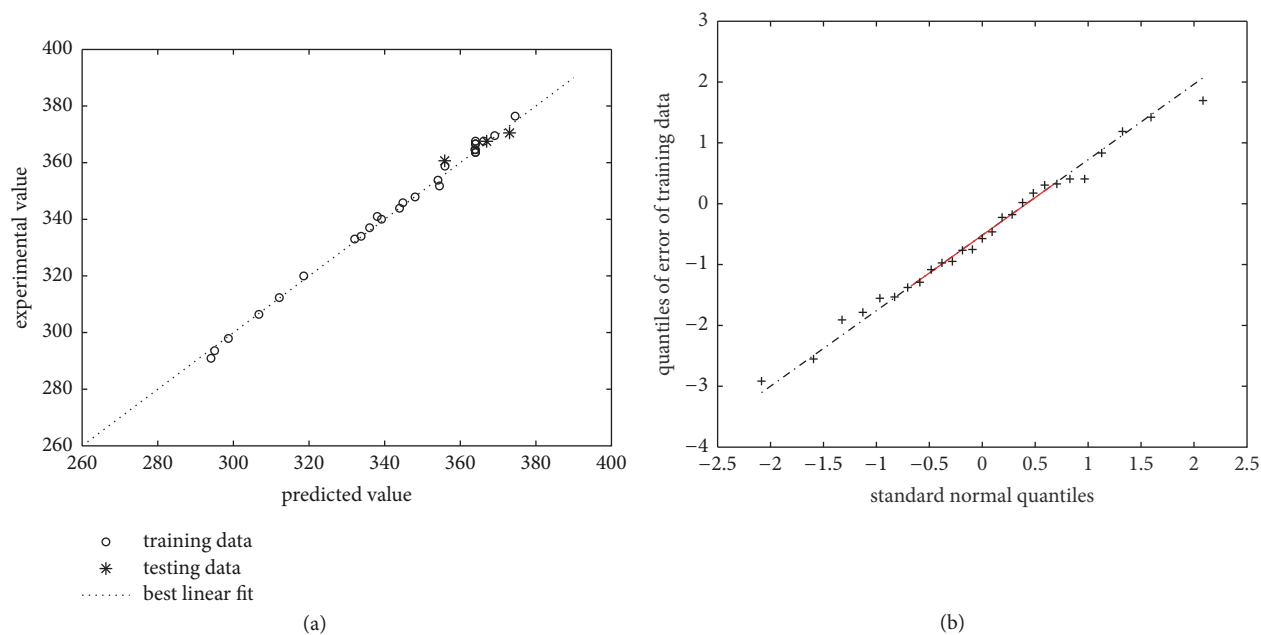 400
380
360
340
320
300
280
260
experimental value
260 280 300 320 340 360 380 400
predicted value
training data
testing data
best linear fit
(a)
3
2
1
0
−1
−2
−3
−4
quantiles of error of training data
−2.5 −2 −1.5 −1 −0.5 0 0.5 1 1.5 2 2.5
standard normal quantiles
(b)